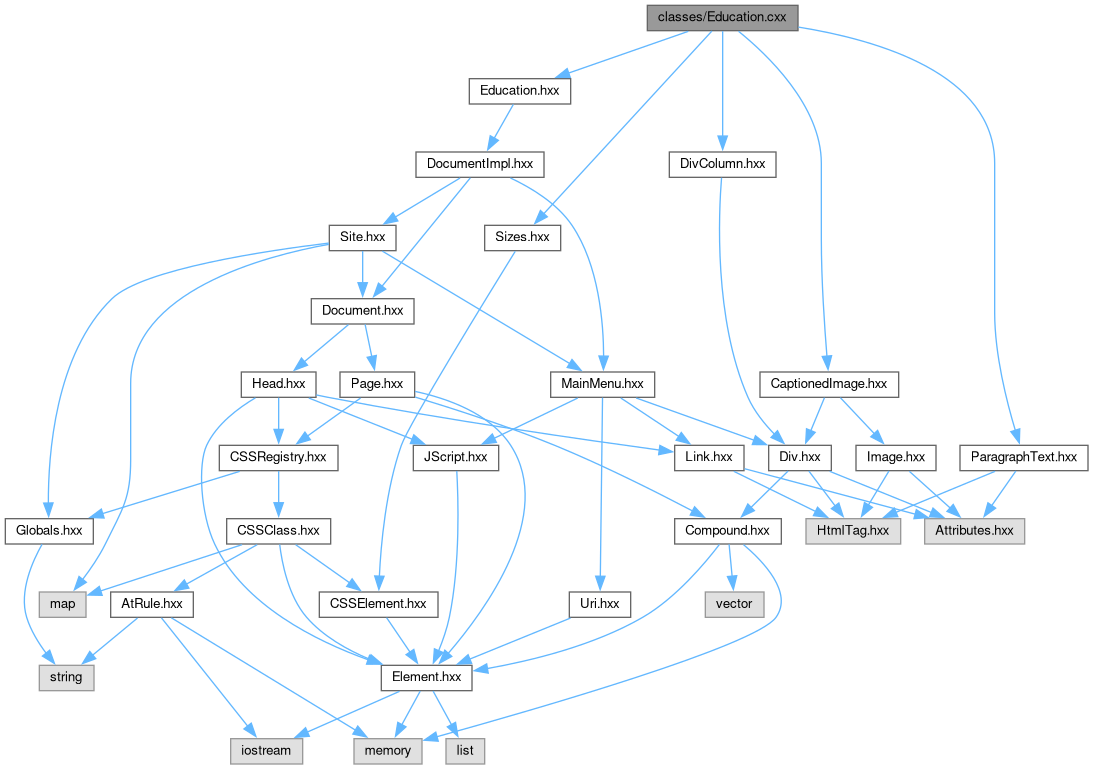 classes/Education.cxx
Education.hxx
DocumentImpl.hxx
DivColumn.hxx
Site.hxx
Sizes.hxx
Document.hxx
Head.hxx
Page.hxx
MainMenu.hxx
CaptionedImage.hxx
CSSRegistry.hxx
JScript.hxx
Link.hxx
Div.hxx
Image.hxx
ParagraphText.hxx
Globals.hxx
CSSClass.hxx
Compound.hxx
HtmlTag.hxx
Attributes.hxx
map
AtRule.hxx
CSSElement.hxx
Uri.hxx
vector
string
Element.hxx
iostream
memory
list